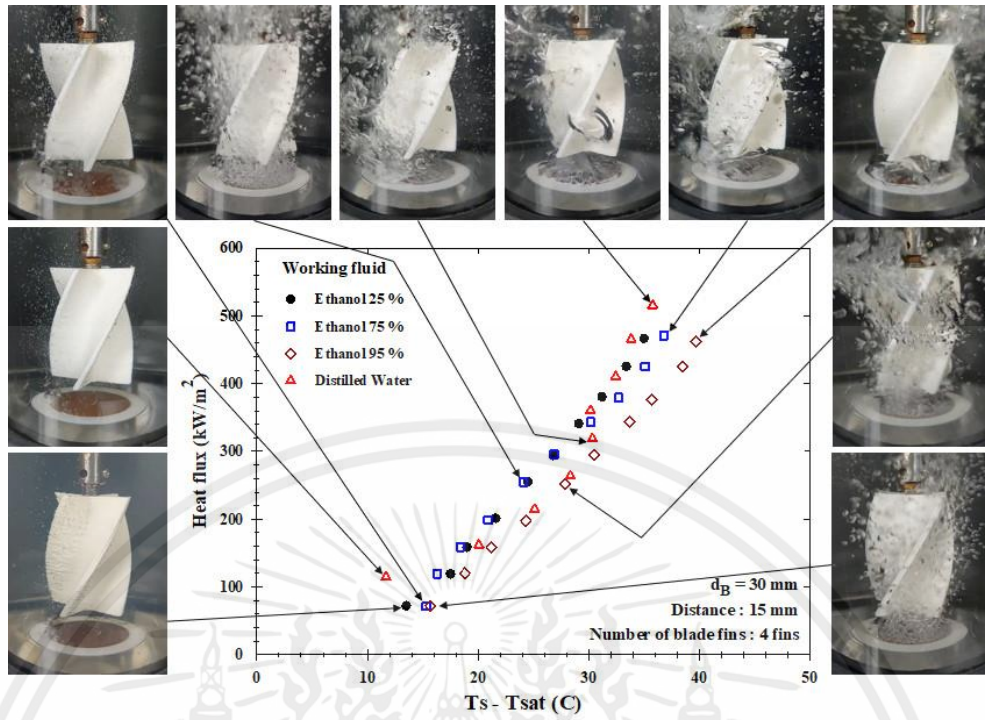 600
500
400
300
200
100
0
Heat flux (kW/m²)
Working fluid
Ethanol 25 %
Ethanol 75 %
Ethanol 95 %
Distilled Water
d_B = 30 mm
Distance : 15 mm
Number of blade fins : 4 fins
0 10 20 30 40 50
Ts - Tsat (C)